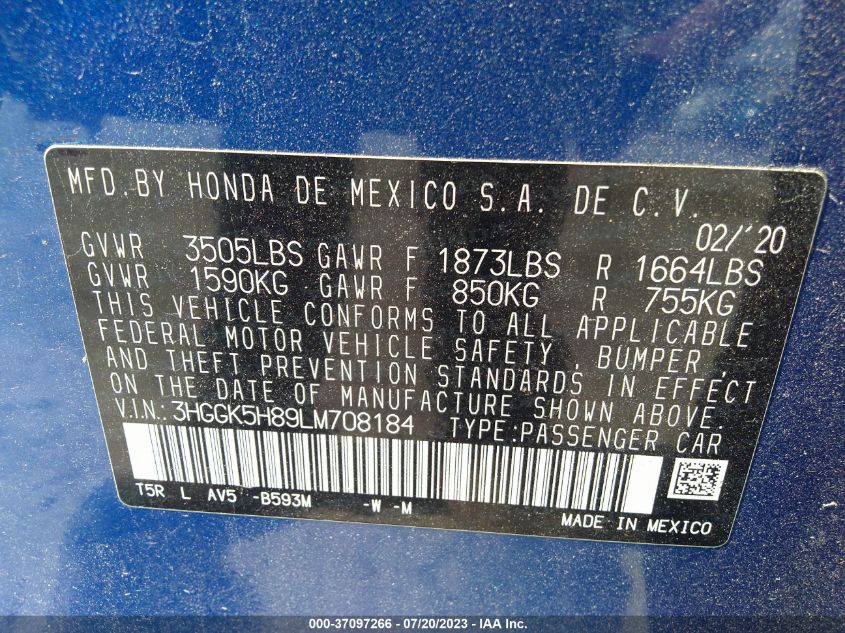 MFD.BY HONDA DE MEXICO S.A. DE C.V.
02/'20
GVWR 3505LBS GAWR F 1873LBS R 1664LBS
GVWR 1590KG GAWR F 850KG R 755KG
THIS VEHICLE CONFORMS TO ALL APPLICABLE
FEDERAL MOTOR VEHICLE SAFETY, BUMPER,
AND THEFT PREVENTION STANDARDS IN EFFECT
ON THE DATE OF MANUFACTURE SHOWN ABOVE.
V.I.N.: 3HGGK5H89LM708184 TYPE:PASSENGER CAR
T5R L AV5 -B593M -W -M
MADE IN MEXICO
000-37097266 - 07/20/2023 - IAA Inc.